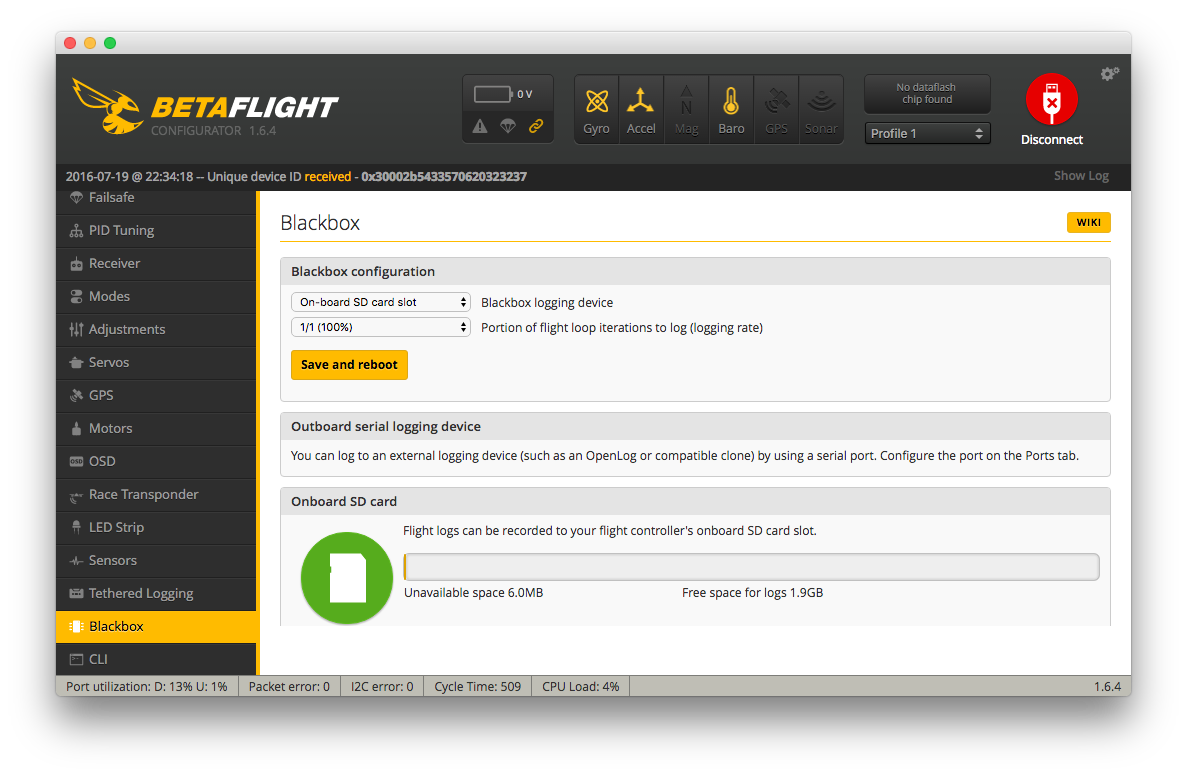 BETAFLIGHT
CONFIGURATOR 1.6.4
0 V
Gyro
Accel
Mag
Baro
GPS
Sonar
No dataflash
chip found
Profile 1
Disconnect
2016-07-19 @ 22:34:18 -- Unique device ID received - 0x30002b5433570620323237
Show Log
Failsafe
PID Tuning
Receiver
Modes
Adjustments
Servos
GPS
Motors
OSD
OSD
Race Transponder
LED Strip
Sensors
Tethered Logging
Blackbox
CLI
Blackbox
WIKI
Blackbox configuration
On-board SD card slot
Blackbox logging device
1/1 (100%)
Portion of flight loop iterations to log (logging rate)
Save and reboot
Outboard serial logging device
You can log to an external logging device (such as an OpenLog or compatible clone) by using a serial port. Configure the port on the Ports tab.
Onboard SD card
Flight logs can be recorded to your flight controller's onboard SD card slot.
Unavailable space 6.0MB
Free space for logs 1.9GB
Port utilization: D: 13% U: 1%
Packet error: 0
I2C error: 0
Cycle Time: 509
CPU Load: 4%
1.6.4